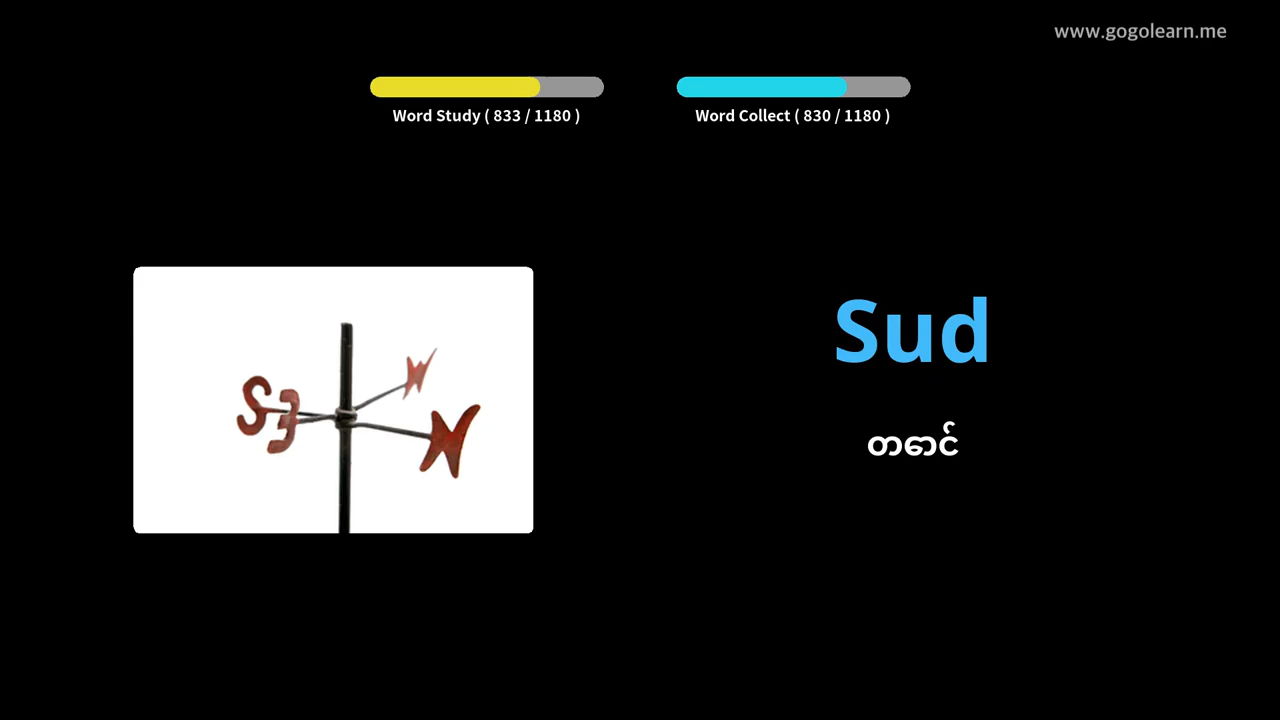 www.gogolearn.me
Word Study ( 833 / 1180 )
Word Collect ( 830 / 1180 )
Sud
တောင်
S E N W